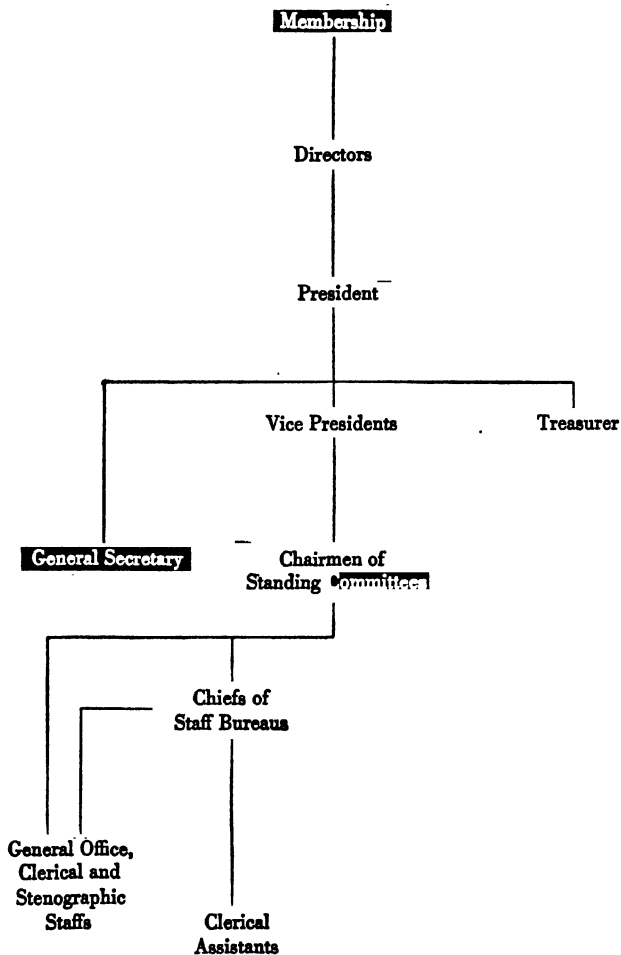 Membership
Directors
President
Vice Presidents
Treasurer
General Secretary
Chairmen of
Standing Committees
Chiefs of
Staff Bureaus
General Office,
Clerical and
Stenographic
Staffs
Clerical
Assistants